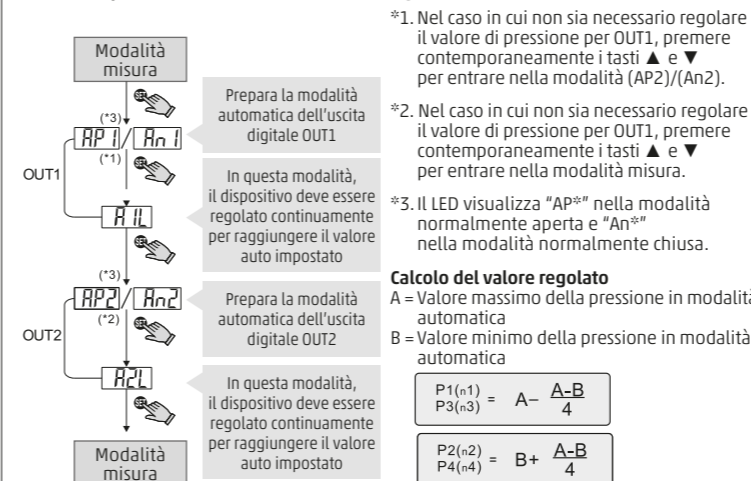 Modalità
misura
Prepara la modalità
automatica dell'uscita
digitale OUT1
(*3)
AP1 / An1
(*1)
OUT1
In questa modalità,
il dispositivo deve essere
regolato continuamente
per raggiungere il valore
auto impostato
A1L
(*3)
AP2 / An2
(*2)
OUT2
Prepara la modalità
automatica dell'uscita
digitale OUT2
A2L
In questa modalità,
il dispositivo deve essere
regolato continuamente
per raggiungere il valore
auto impostato
Modalità
misura
*1. Nel caso in cui non sia necessario regolare
il valore di pressione per OUT1, premere
contemporaneamente i tasti ▲ e ▼
per entrare nella modalità (AP2)/(An2).
*2. Nel caso in cui non sia necessario regolare
il valore di pressione per OUT1, premere
contemporaneamente i tasti ▲ e ▼
per entrare nella modalità misura.
*3. Il LED visualizza "AP*" nella modalità
normalmente aperta e "An*"
nella modalità normalmente chiusa.
Calcolo del valore regolato
A = Valore massimo della pressione in modalità
automatica
B = Valore minimo della pressione in modalità
automatica
P1(n1)
P3(n3) = A– A-B
4
P2(n2)
P4(n4) = B+ A-B
4